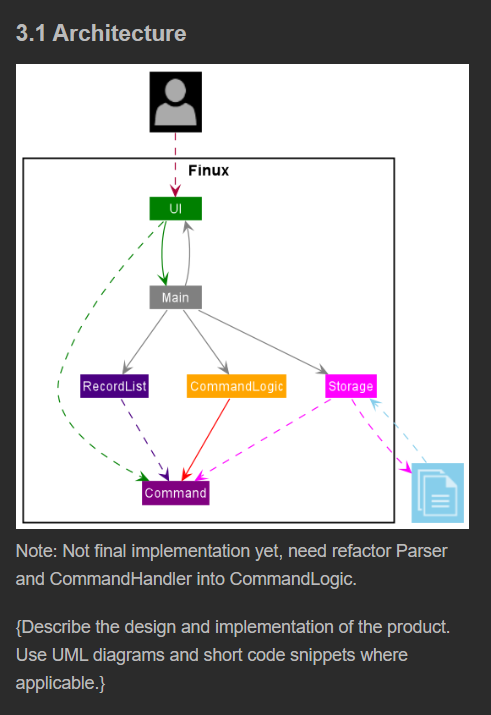 3.1 Architecture
Finux
UI
Main
RecordList
CommandLogic
Storage
Command
Note: Not final implementation yet, need refactor Parser
and CommandHandler into CommandLogic.
{Describe the design and implementation of the product.
Use UML diagrams and short code snippets where
applicable.}